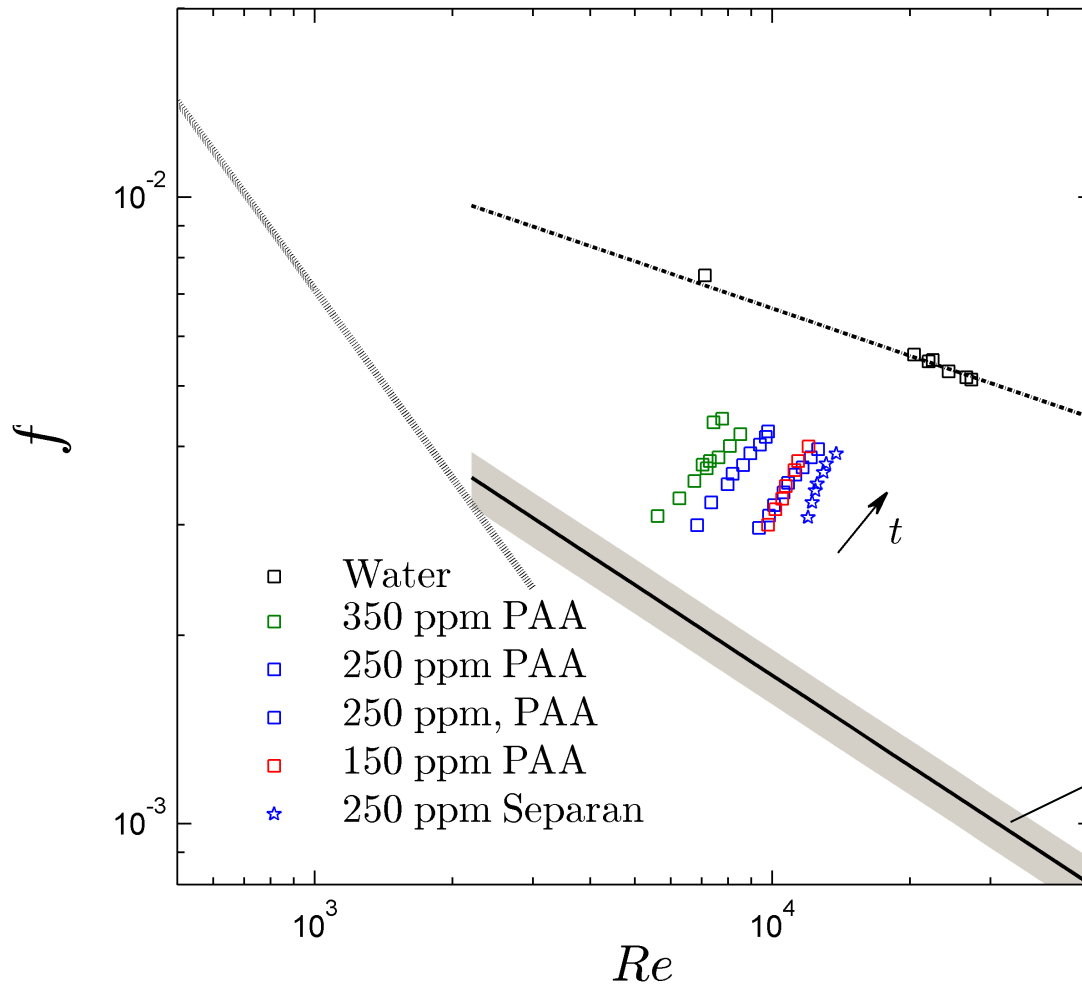 10^-2
f
t
Water
350 ppm PAA
250 ppm PAA
250 ppm, PAA
150 ppm PAA
250 ppm Separan
10^-3
10^3
10^4
Re